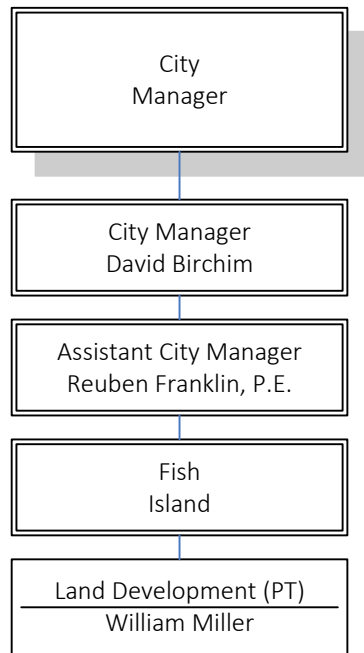 City
Manager
City Manager
David Birchim
Assistant City Manager
Reuben Franklin, P.E.
Fish
Island
Land Development (PT)
William Miller